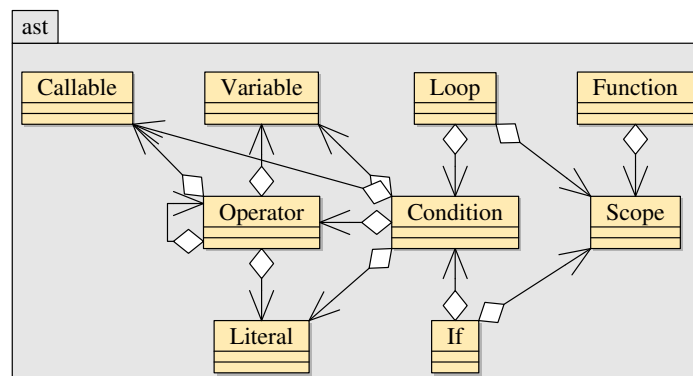 ast
Callable
Variable
Loop
Function
Operator
Condition
Scope
Literal
If